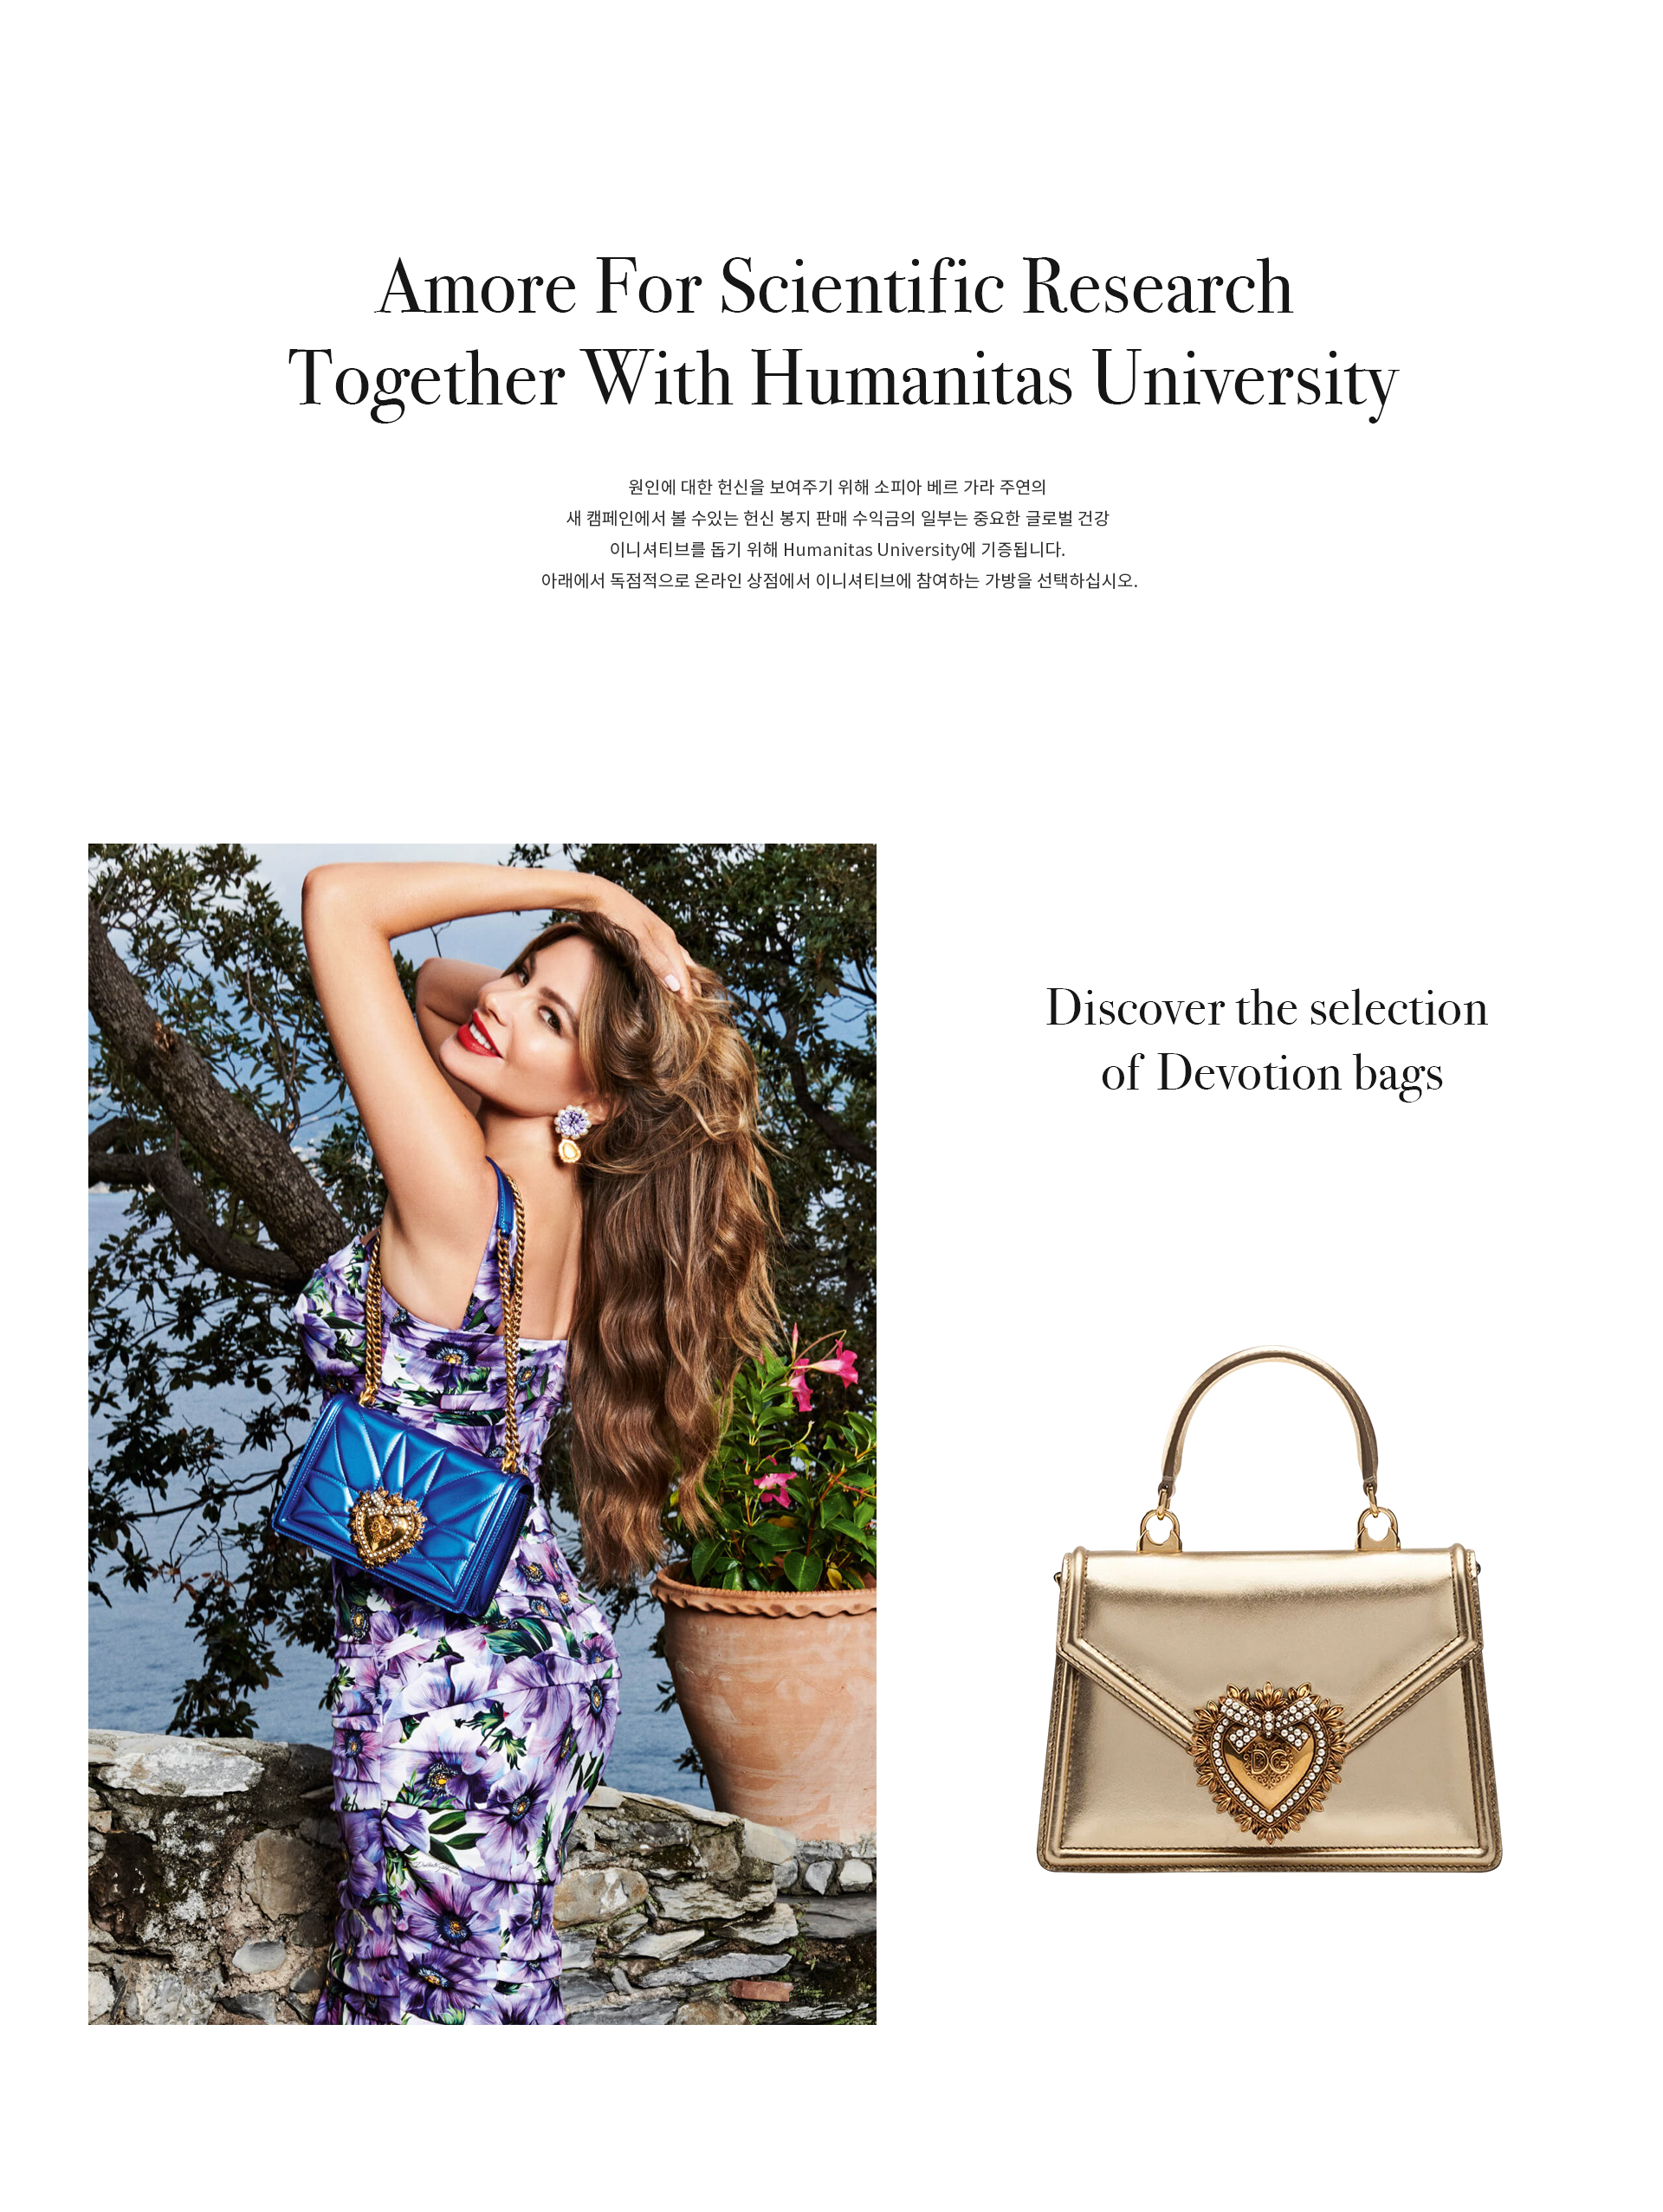 Amore For Scientific Research
Together With Humanitas University
원인에 대한 헌신을 보여주기 위해 소피아 베르 가라 주연의
새 캠페인에서 볼 수있는 헌신 봉지 판매 수익금의 일부는 중요한 글로벌 건강
이니셔티브를 돕기 위해 Humanitas University에 기증됩니다.
아래에서 독점적으로 온라인 상점에서 이니셔티브에 참여하는 가방을 선택하십시오.
Discover the selection
of Devotion bags
DG